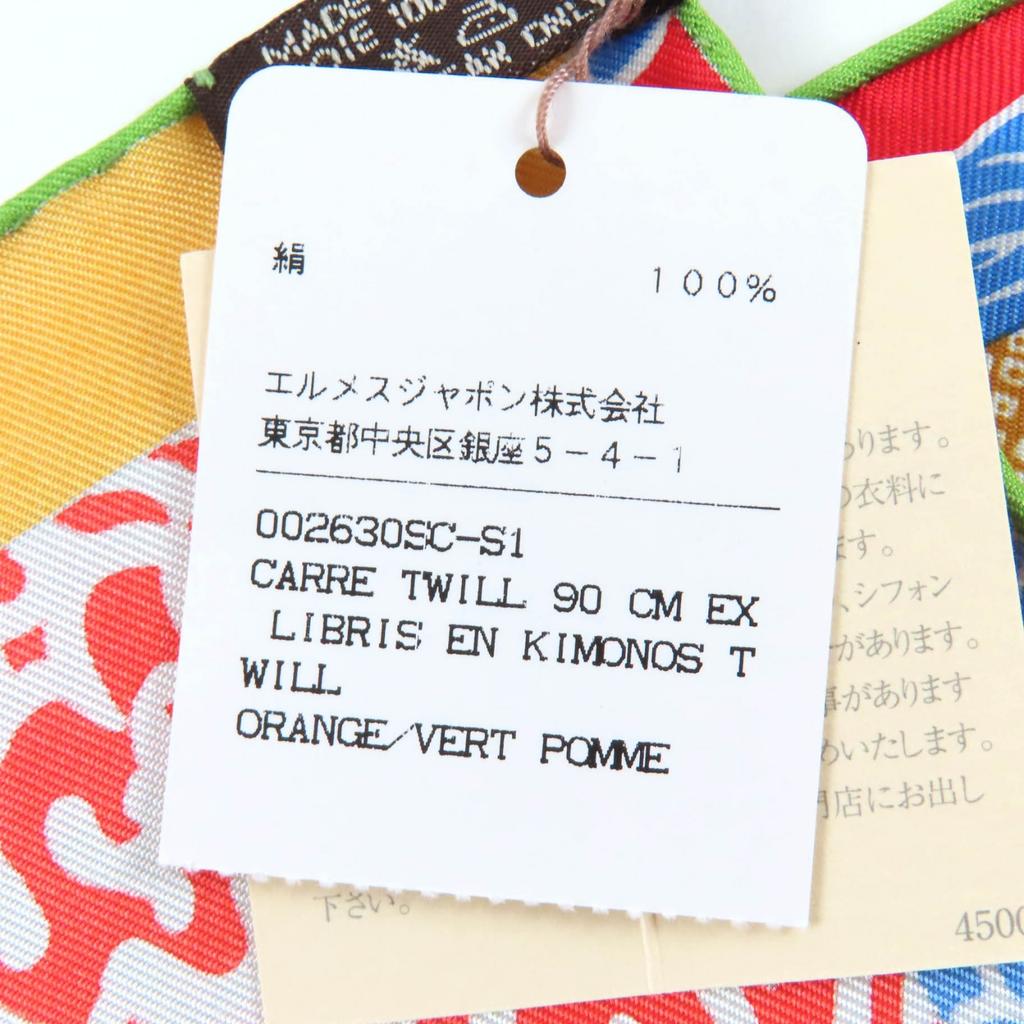 MADE
絹 100%
エルメスジャポン株式会社
東京都中央区銀座5-4-1
002630SC-S1
CARRE TWILL 90 CM EX
LIBRIS EN KIMONOS T
WILL
ORANGE/VERT POMME
ります。
衣料に
ます。
、シフォン
があります。
事があります
めいたします。
門店にお出し
下さい。
4500